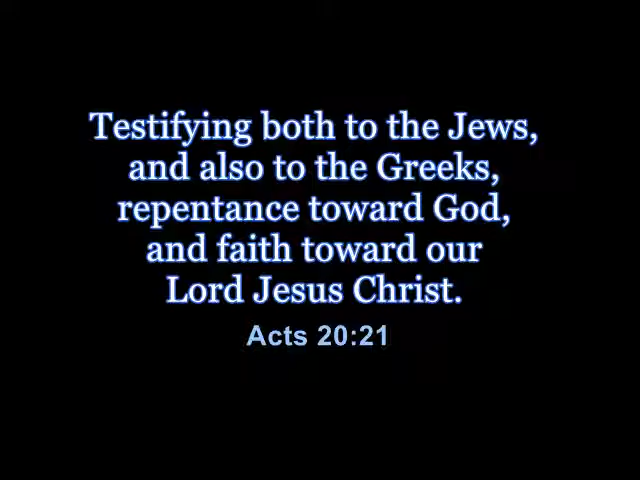 Testifying both to the Jews,
and also to the Greeks,
repentance toward God,
and faith toward our
Lord Jesus Christ.
Acts 20:21